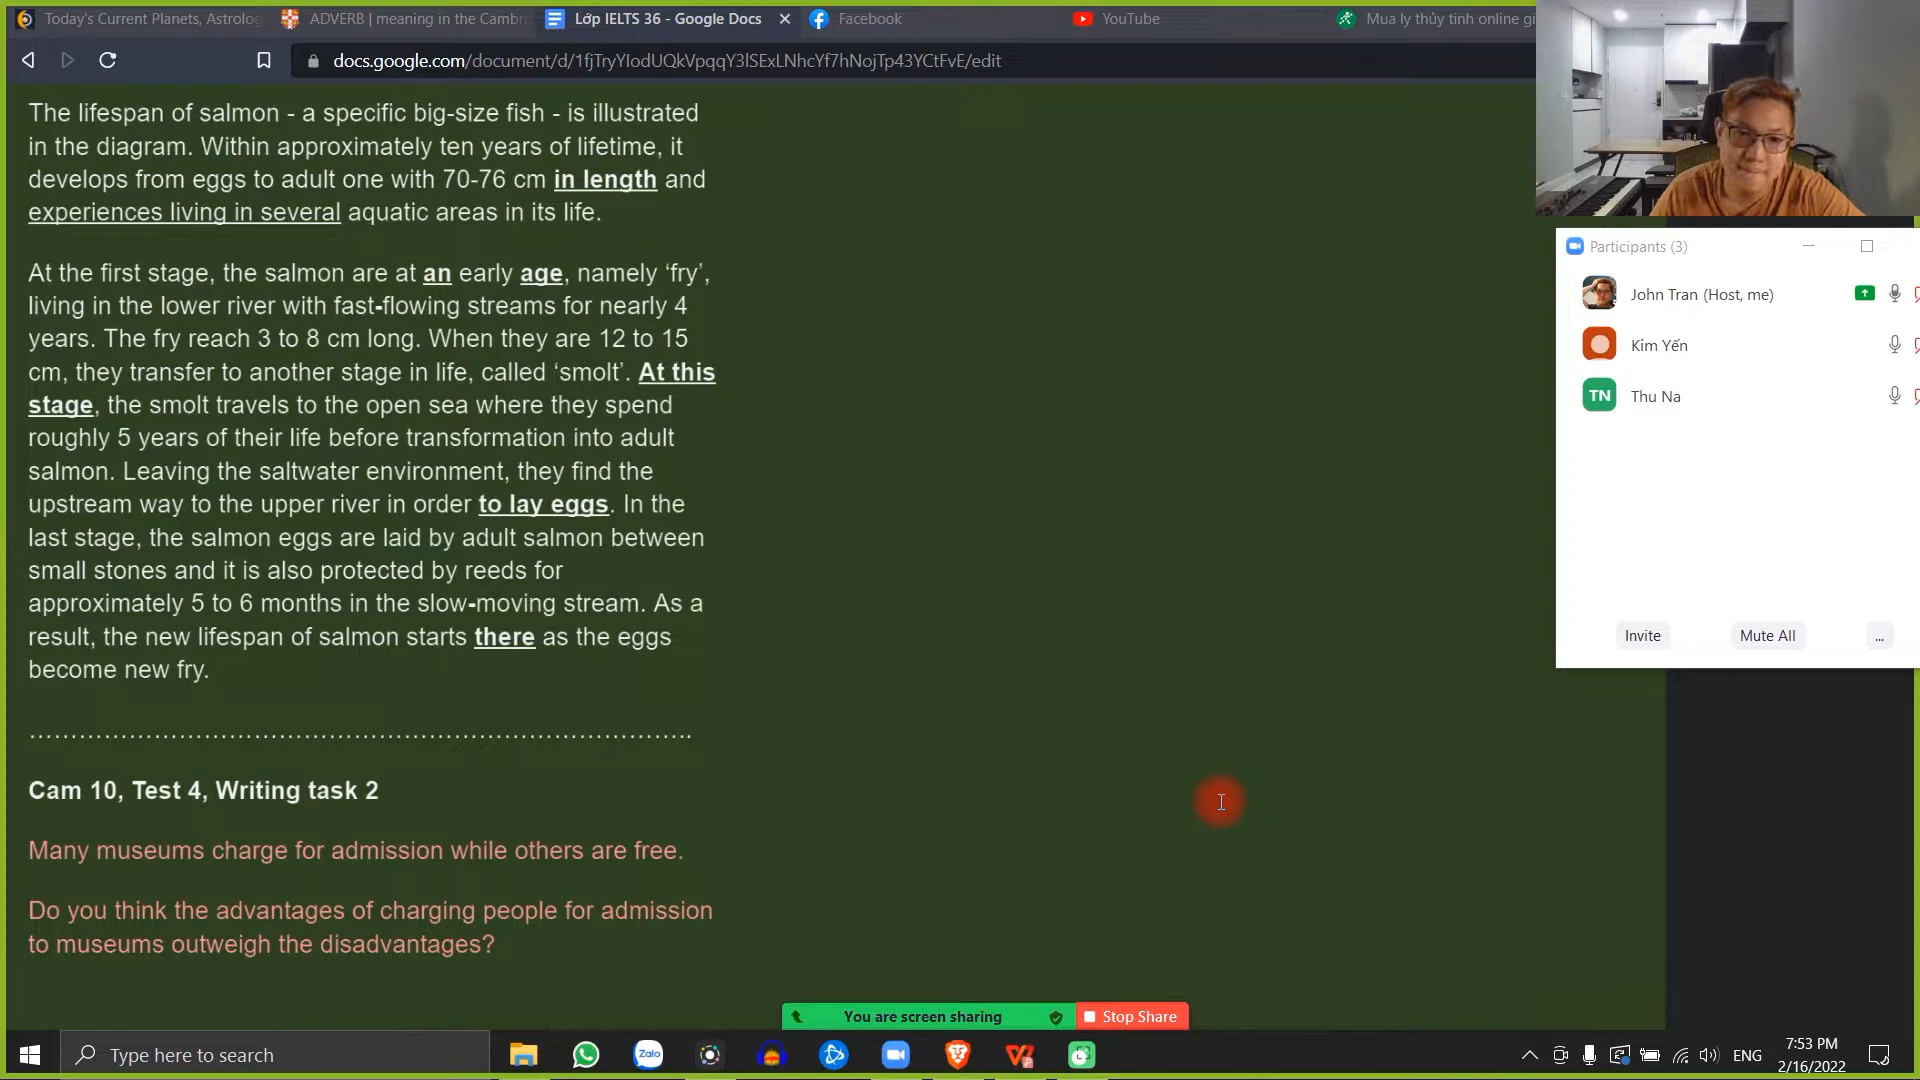 Today's Current Planets, Astrolog
ADVERB | meaning in the Cambri
Lớp IELTS 36 - Google Docs
Facebook
YouTube
Mua ly thủy tinh online gi
docs.google.com/document/d/1fjTryYIodUQkVpqqY3lSExLNhcYf7hNojTp43YCtFvE/edit
The lifespan of salmon - a specific big-size fish - is illustrated
in the diagram. Within approximately ten years of lifetime, it
develops from eggs to adult one with 70-76 cm in length and
experiences living in several aquatic areas in its life.
At the first stage, the salmon are at an early age, namely ‘fry’,
living in the lower river with fast-flowing streams for nearly 4
years. The fry reach 3 to 8 cm long. When they are 12 to 15
cm, they transfer to another stage in life, called ‘smolt’. At this
stage, the smolt travels to the open sea where they spend
roughly 5 years of their life before transformation into adult
salmon. Leaving the saltwater environment, they find the
upstream way to the upper river in order to lay eggs. In the
last stage, the salmon eggs are laid by adult salmon between
small stones and it is also protected by reeds for
approximately 5 to 6 months in the slow-moving stream. As a
result, the new lifespan of salmon starts there as the eggs
become new fry.
……………………………………………………………………..
Cam 10, Test 4, Writing task 2
Many museums charge for admission while others are free.
Do you think the advantages of charging people for admission
to museums outweigh the disadvantages?
Participants (3)
John Tran (Host, me)
Kim Yến
TN
Thu Na
Invite
Mute All
...
You are screen sharing
Stop Share
Type here to search
Zalo
ENG
7:53 PM
2/16/2022